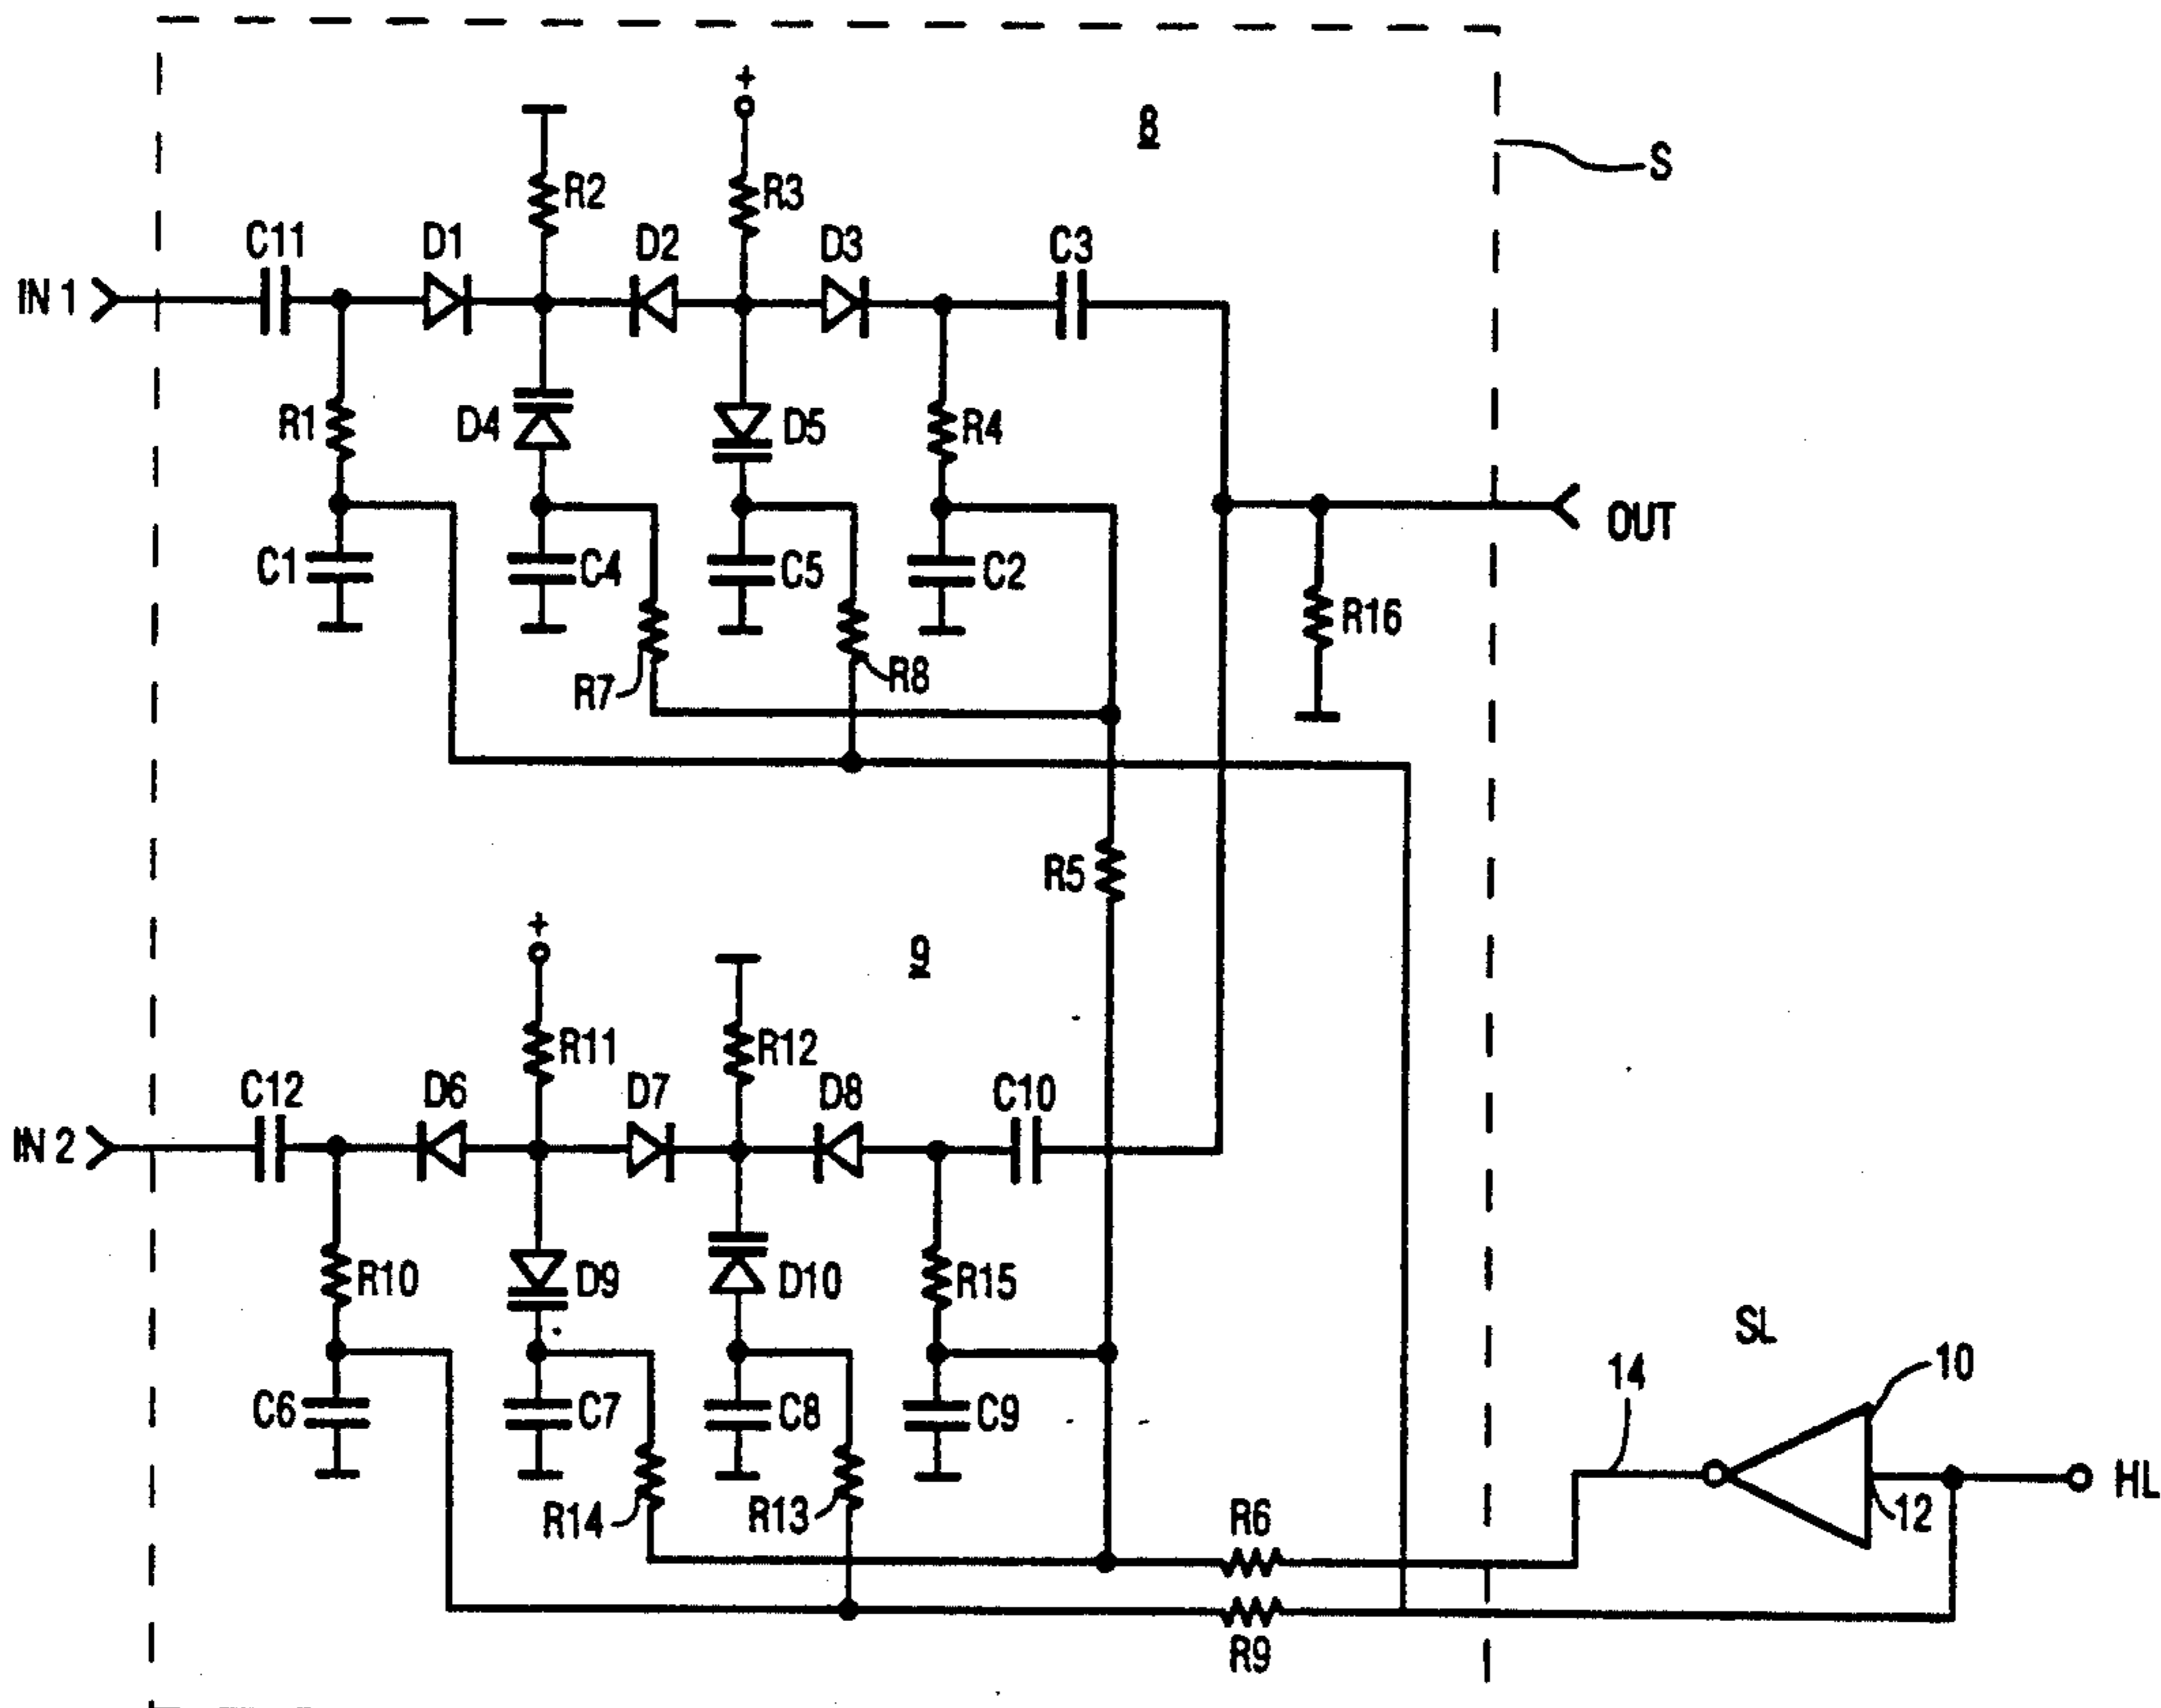 +
8
S
R2
R3
C11
D1
D2
D3
C3
IN 1
R1
D4
D5
R4
OUT
C1
C4
C5
C2
R16
R7
R8
R5
+
9
R11
R12
C12
D6
D7
D8
C10
IN 2
R10
D9
D10
R15
SL
14
10
C6
C7
C8
C9
HL
R14
R13
R6
12
R9